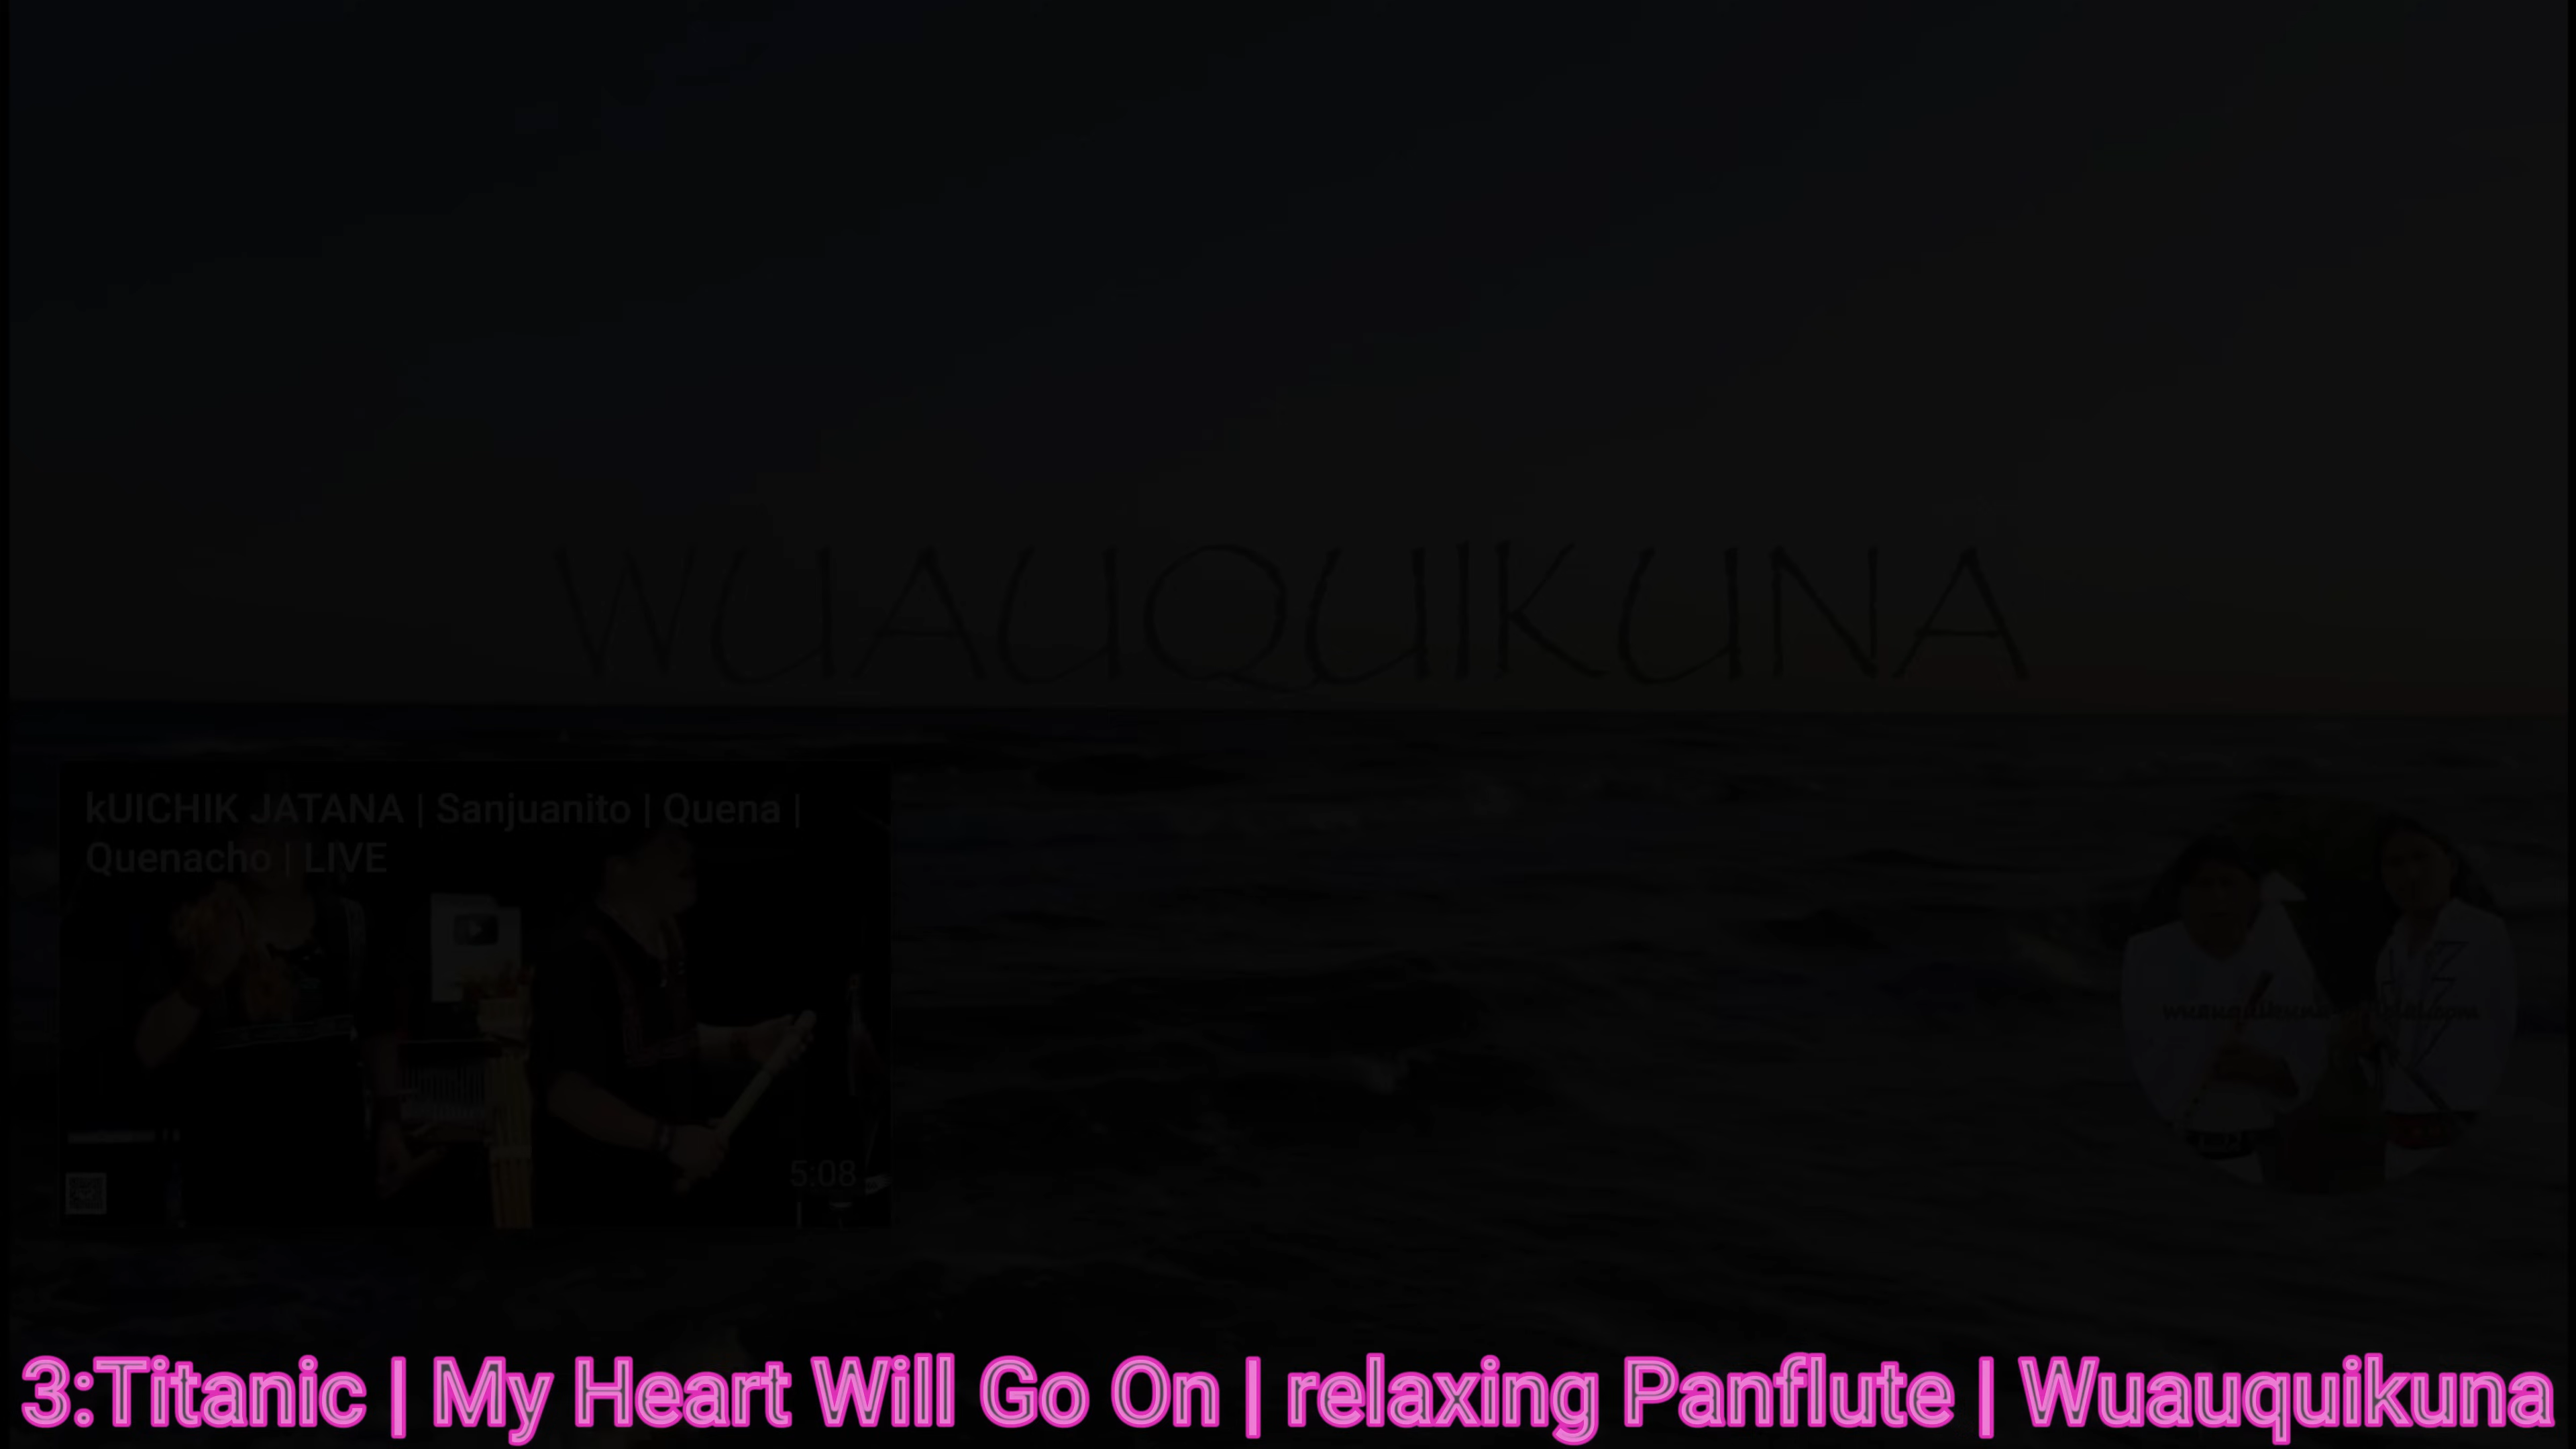 WUAUQUIKUNA
kUICHIK JATANA | Sanjuanito | Quena |
Quenacho | LIVE
5:08
3:Titanic | My Heart Will Go On | relaxing Panflute | Wuauquikuna